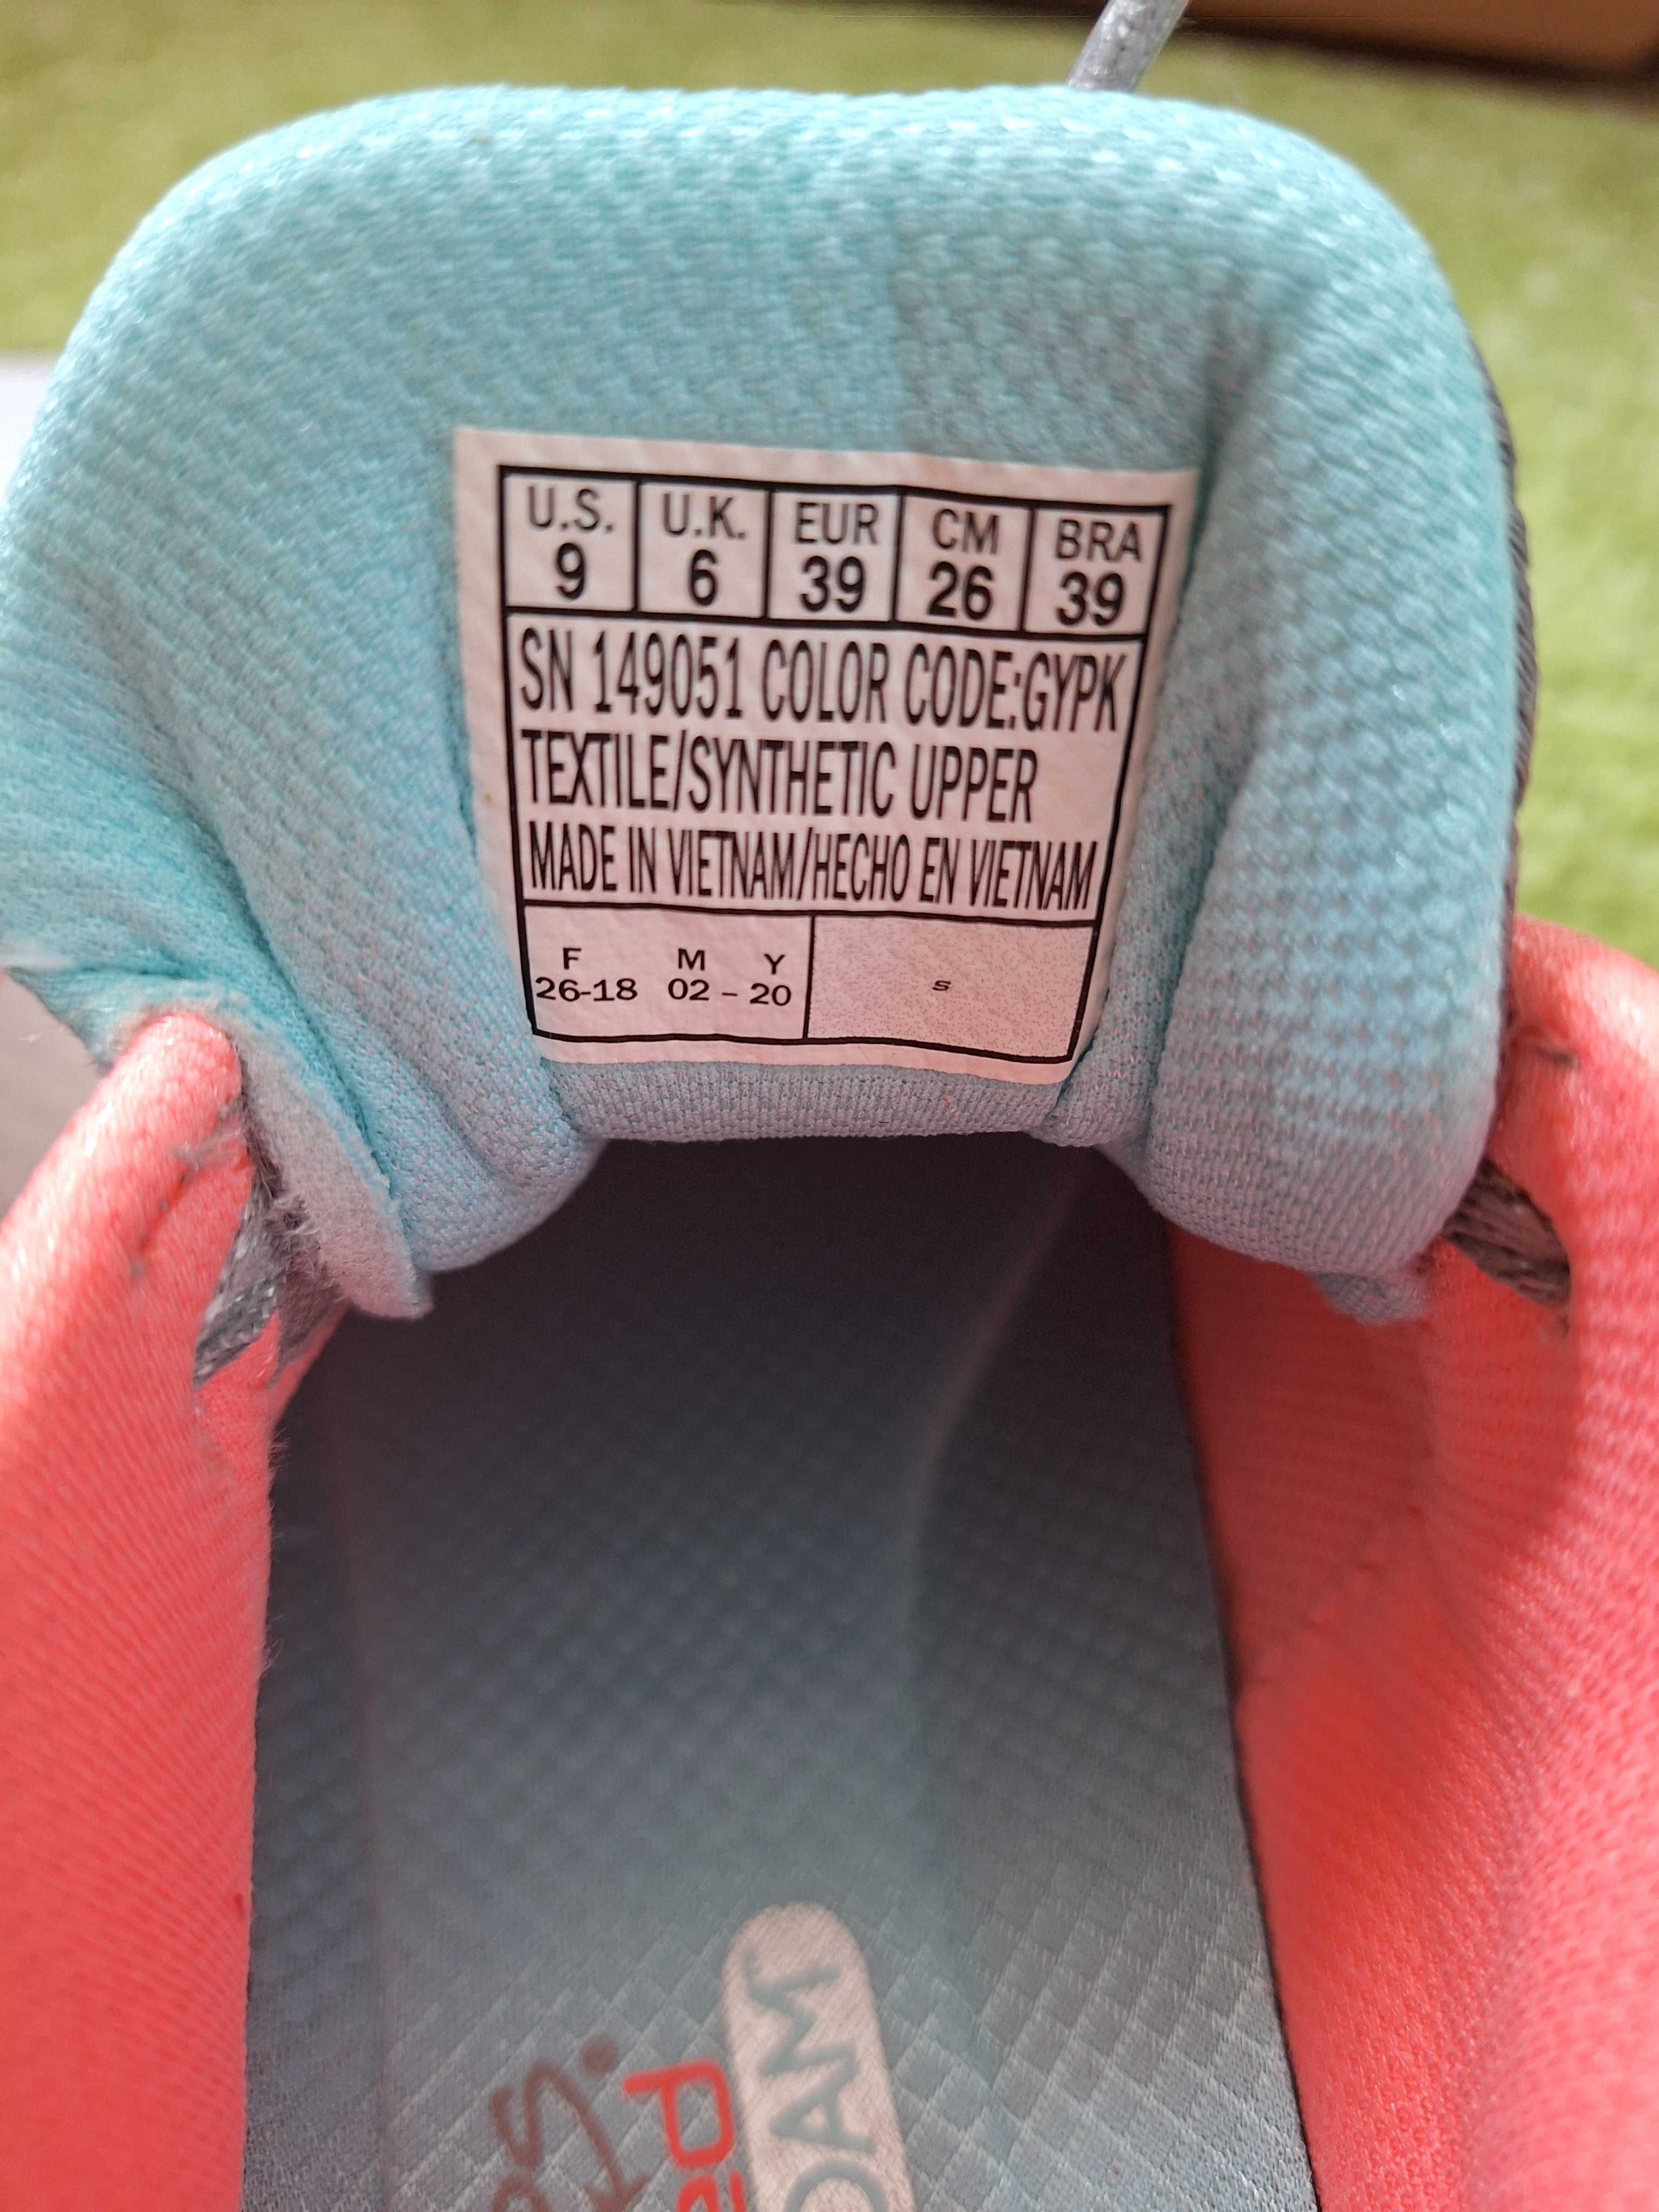 U.S. U.K. EUR CM BRA
9 6 39 26 39
SN 149051 COLOR CODE:GYPK
TEXTILE/SYNTHETIC UPPER
MADE IN VIETNAM/HECHO EN VIETNAM
F M Y
26-18 02 - 20
s